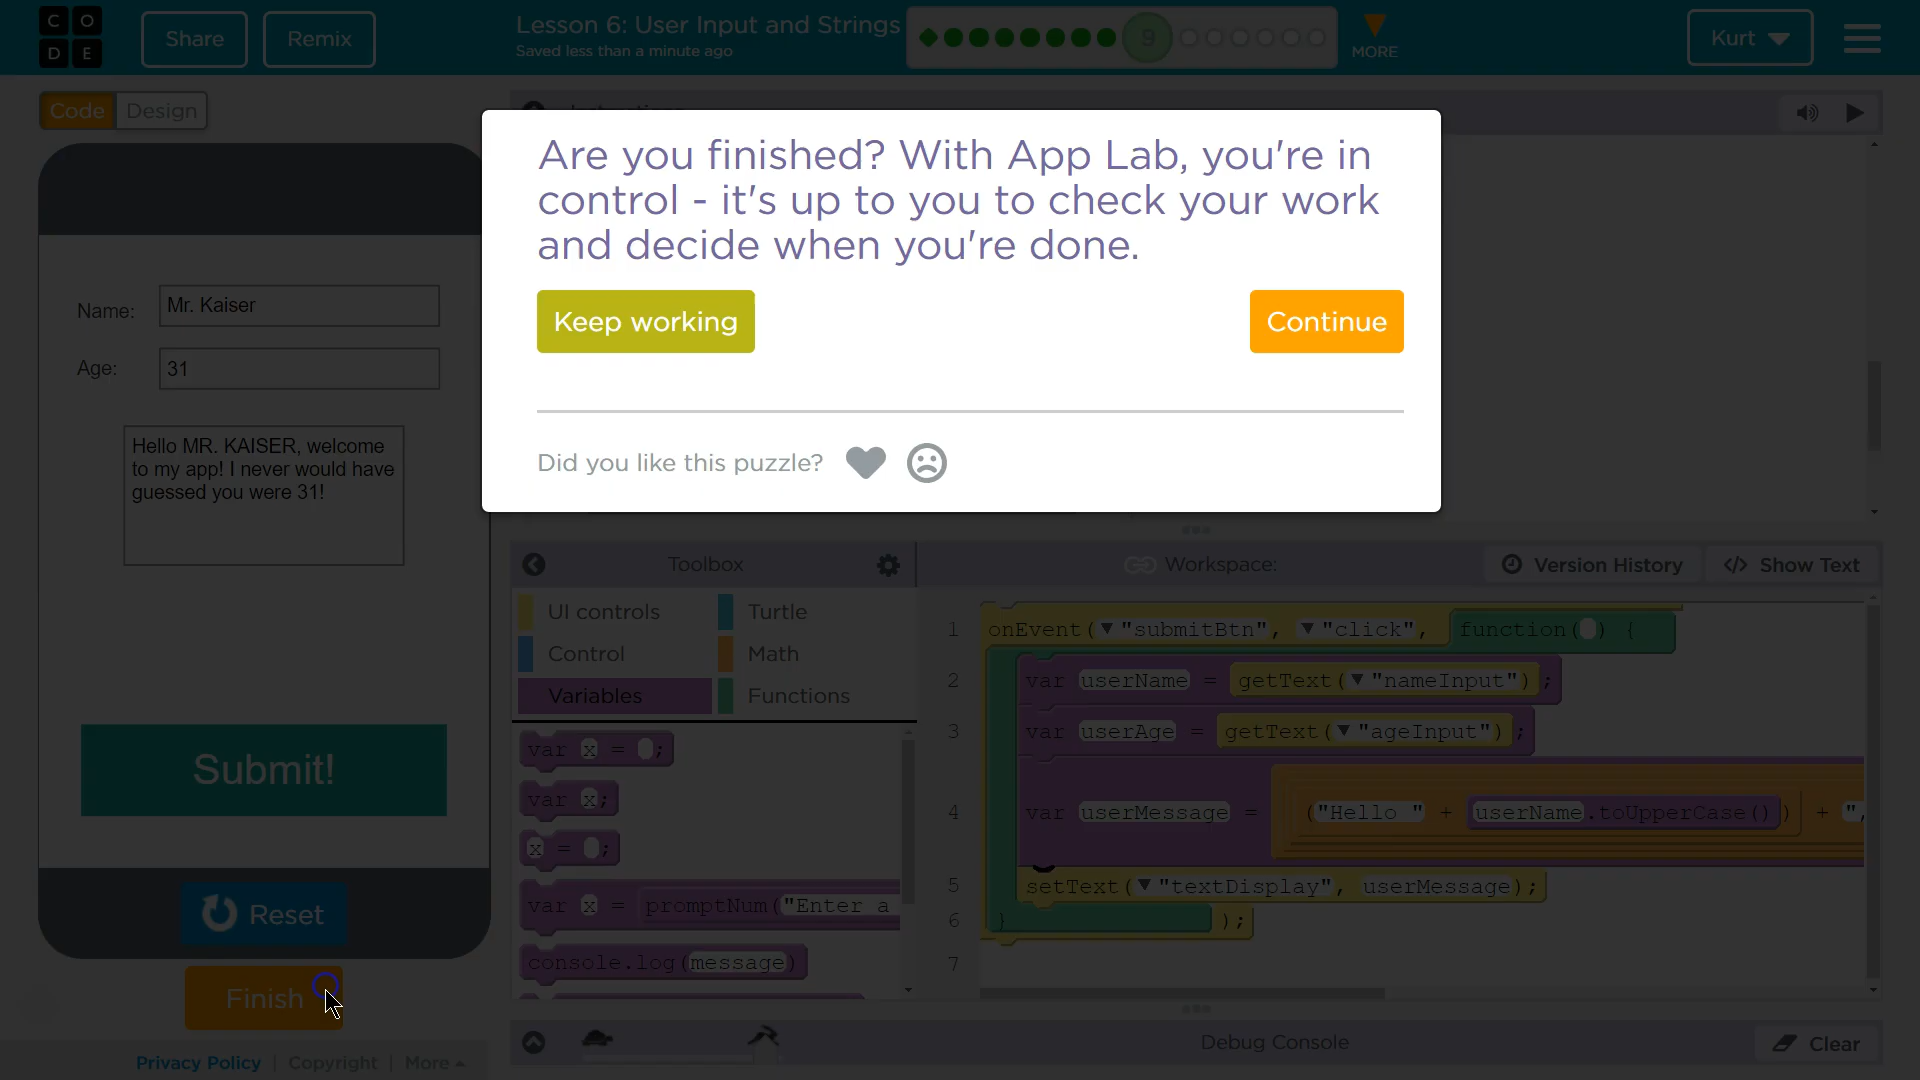 CODE
Share
Remix
Lesson 6: User Input and Strings
Saved less than a minute ago
9
MORE
Kurt
Code
Design
Are you finished? With App Lab, you're in
control - it's up to you to check your work
and decide when you're done.
Keep working
Continue
Did you like this puzzle?
Name:
Mr. Kaiser
Age:
31
Hello MR. KAISER, welcome
to my app! I never would have
guessed you were 31!
Submit!
Reset
Finish
Privacy Policy | Copyright | More
Toolbox
UI controls
Turtle
Control
Math
Variables
Functions
var x = ;
var x;
x = ;
var x = promptNum("Enter a
console.log(message)
Workspace:
Version History
</> Show Text
1 onEvent("submitBtn", "click", function( ) {
2 var userName = getText("nameInput");
3 var userAge = getText("ageInput");
4 var userMessage = ("Hello " + userName.toUpperCase()) + ",
5 setText("textDisplay", userMessage);
6 } );
7
Debug Console
Clear